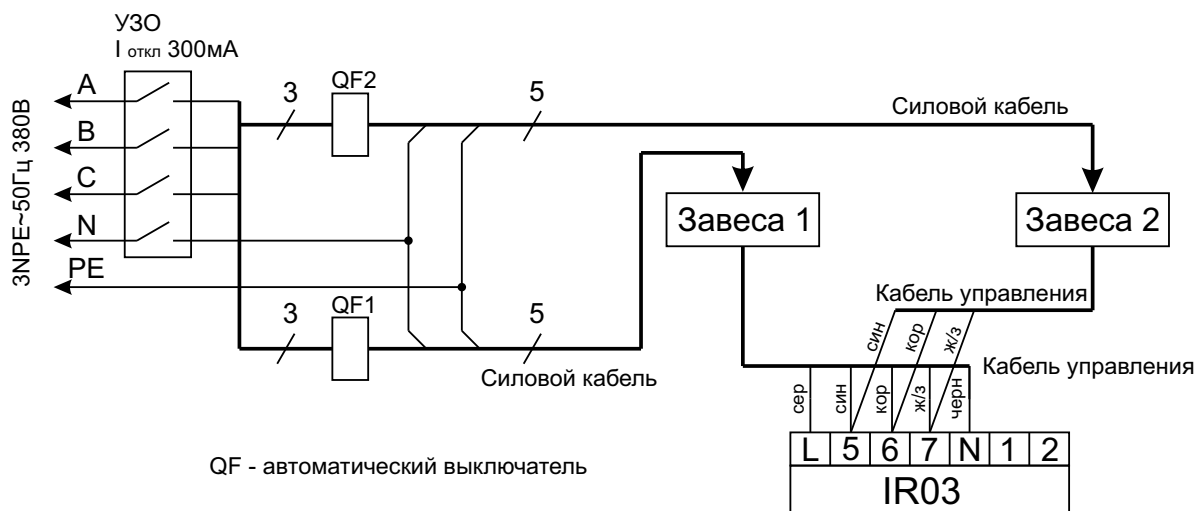 УЗО
I откл 300мА
3NPE~50Гц 380В
A
B
C
N
PE
3
QF2
5
Силовой кабель
Завеса 1
Завеса 2
3
QF1
5
Силовой кабель
Кабель управления
син
кор
ж/з
Кабель управления
сер
син
кор
ж/з
черн
L 5 6 7 N 1 2
IR03
QF - автоматический выключатель